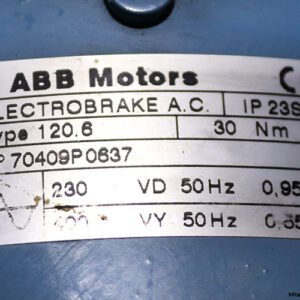 ABB Motors C
LECTROBRAKE A.C. IP 23S
ype 120.6 30 Nm
70409P0637
230 VD 50Hz 0,95
VY 50Hz